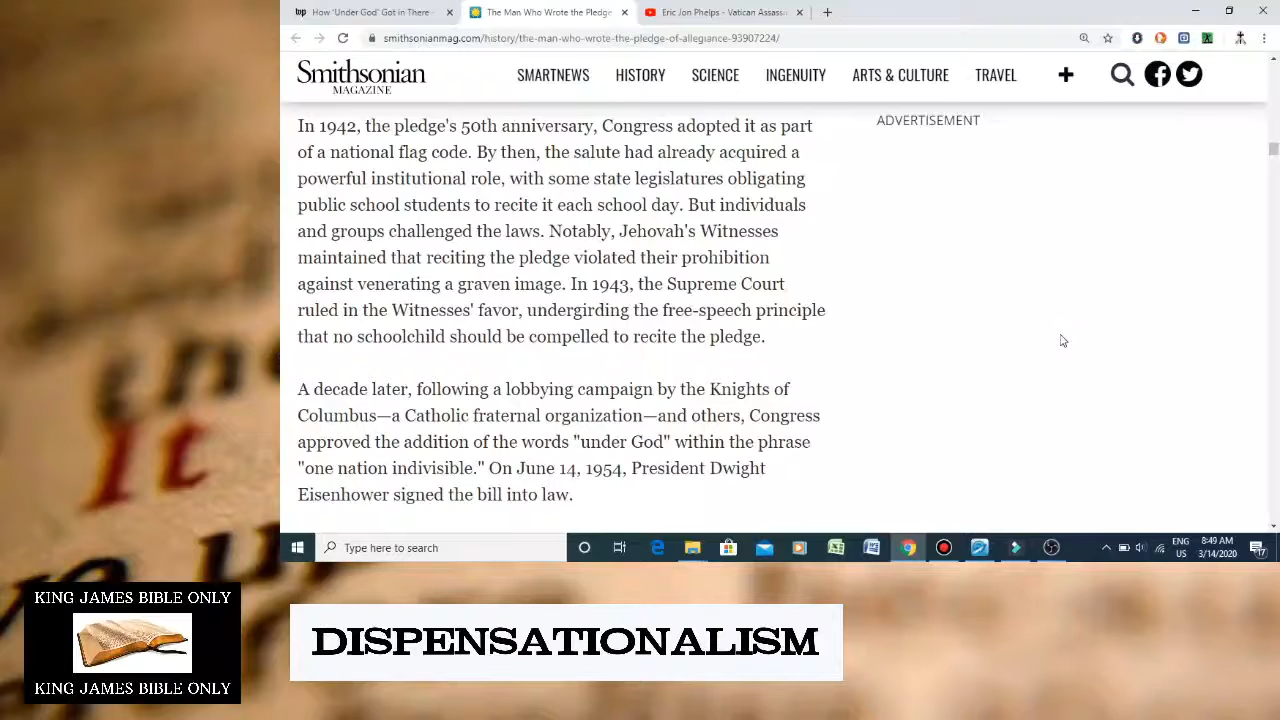 How 'Under God' Got in There
The Man Who Wrote the Pledge
Eric Jon Phelps - Vatican Assass
smithsonianmag.com/history/the-man-who-wrote-the-pledge-of-allegiance-93907224/
Smithsonian
MAGAZINE
SMARTNEWS
HISTORY
SCIENCE
INGENUITY
ARTS & CULTURE
TRAVEL
ADVERTISEMENT
In 1942, the pledge's 50th anniversary, Congress adopted it as part
of a national flag code. By then, the salute had already acquired a
powerful institutional role, with some state legislatures obligating
public school students to recite it each school day. But individuals
and groups challenged the laws. Notably, Jehovah's Witnesses
maintained that reciting the pledge violated their prohibition
against venerating a graven image. In 1943, the Supreme Court
ruled in the Witnesses' favor, undergirding the free-speech principle
that no schoolchild should be compelled to recite the pledge.
A decade later, following a lobbying campaign by the Knights of
Columbus—a Catholic fraternal organization—and others, Congress
approved the addition of the words "under God" within the phrase
"one nation indivisible." On June 14, 1954, President Dwight
Eisenhower signed the bill into law.
Type here to search
ENG
US
8:49 AM
3/14/2020
It
KING JAMES BIBLE ONLY
KING JAMES BIBLE ONLY
DISPENSATIONALISM